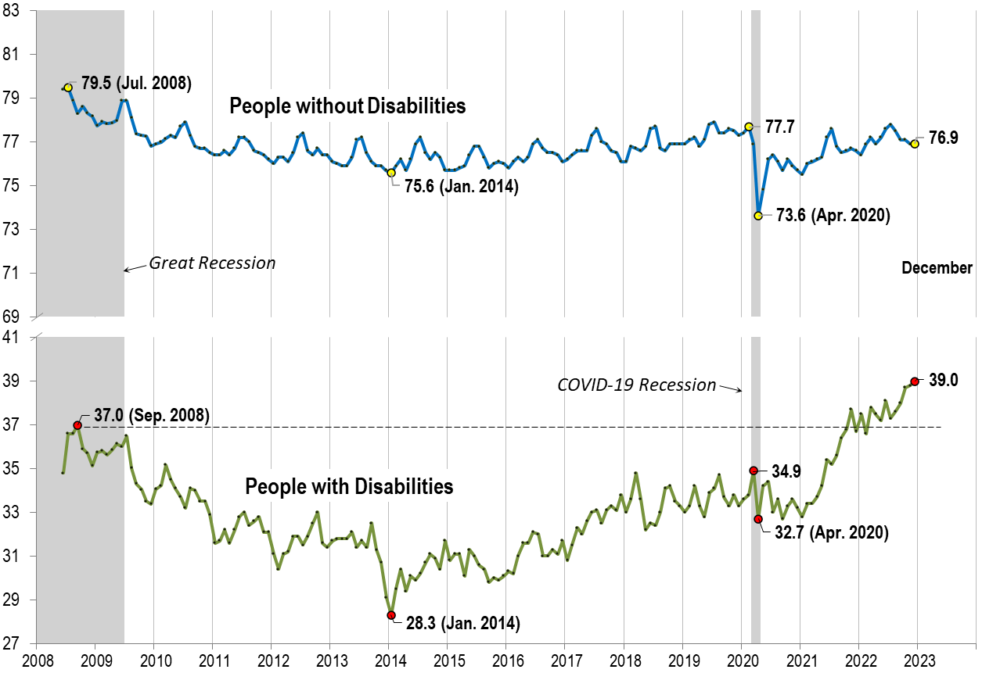 83
81
79
77
75
73
71
69
79.5 (Jul. 2008)
People without Disabilities
77.7
76.9
75.6 (Jan. 2014)
73.6 (Apr. 2020)
Great Recession
December
41
39
37
35
33
31
29
27
COVID-19 Recession
39.0
37.0 (Sep. 2008)
34.9
People with Disabilities
32.7 (Apr. 2020)
28.3 (Jan. 2014)
2008 2009 2010 2011 2012 2013 2014 2015 2016 2017 2018 2019 2020 2021 2022 2023